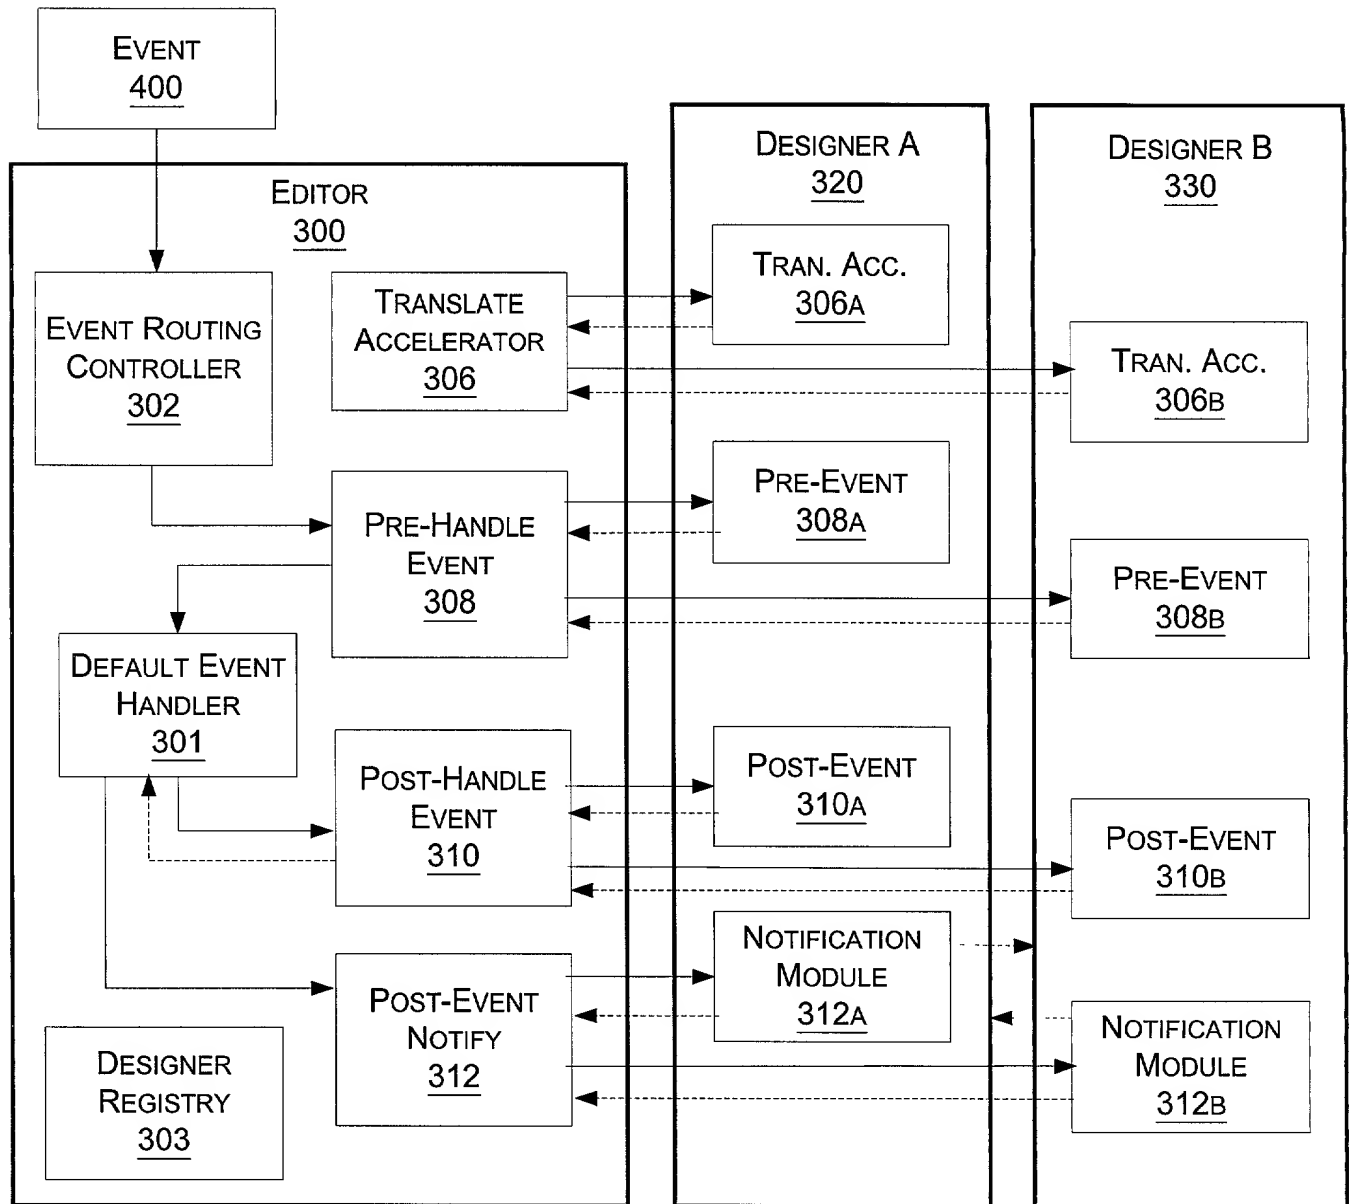 EVENT
400
EDITOR
300
EVENT ROUTING
CONTROLLER
302
TRANSLATE
ACCELERATOR
306
PRE-HANDLE
EVENT
308
DEFAULT EVENT
HANDLER
301
POST-HANDLE
EVENT
310
POST-EVENT
NOTIFY
312
DESIGNER
REGISTRY
303
DESIGNER A
320
TRAN. ACC.
306A
PRE-EVENT
308A
POST-EVENT
310A
NOTIFICATION
MODULE
312A
DESIGNER B
330
TRAN. ACC.
306B
PRE-EVENT
308B
POST-EVENT
310B
NOTIFICATION
MODULE
312B